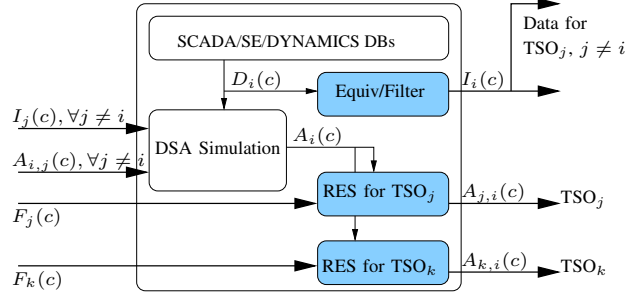 SCADA/SE/DYNAMICS DBs
Data for
TSO_j, j ≠ i
D_i(c)
Equiv/Filter
I_i(c)
I_j(c), ∀j ≠ i
DSA Simulation
A_i(c)
A_{i,j}(c), ∀j ≠ i
RES for TSO_j
A_{j,i}(c)
TSO_j
F_j(c)
RES for TSO_k
A_{k,i}(c)
TSO_k
F_k(c)